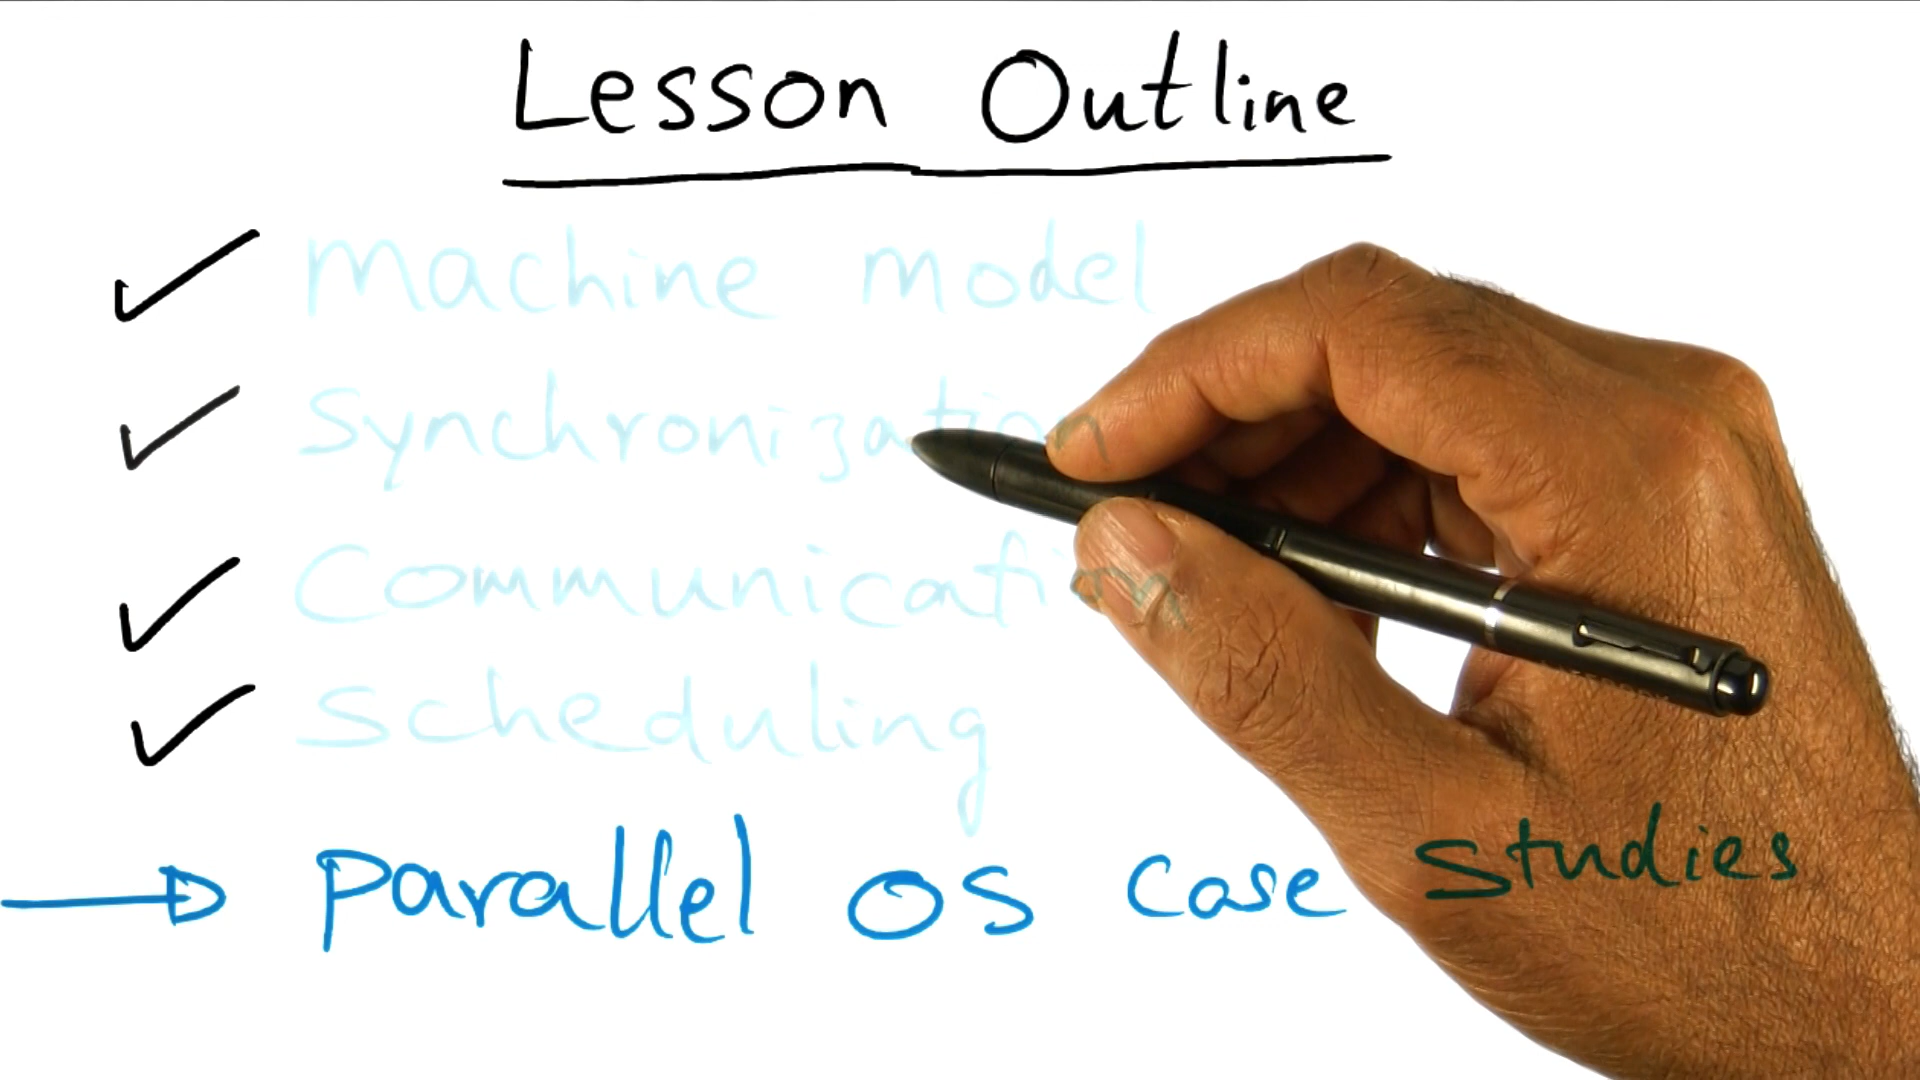 Lesson Outline
Machine model
Synchronization
Communication
Scheduling
Parallel OS case studies